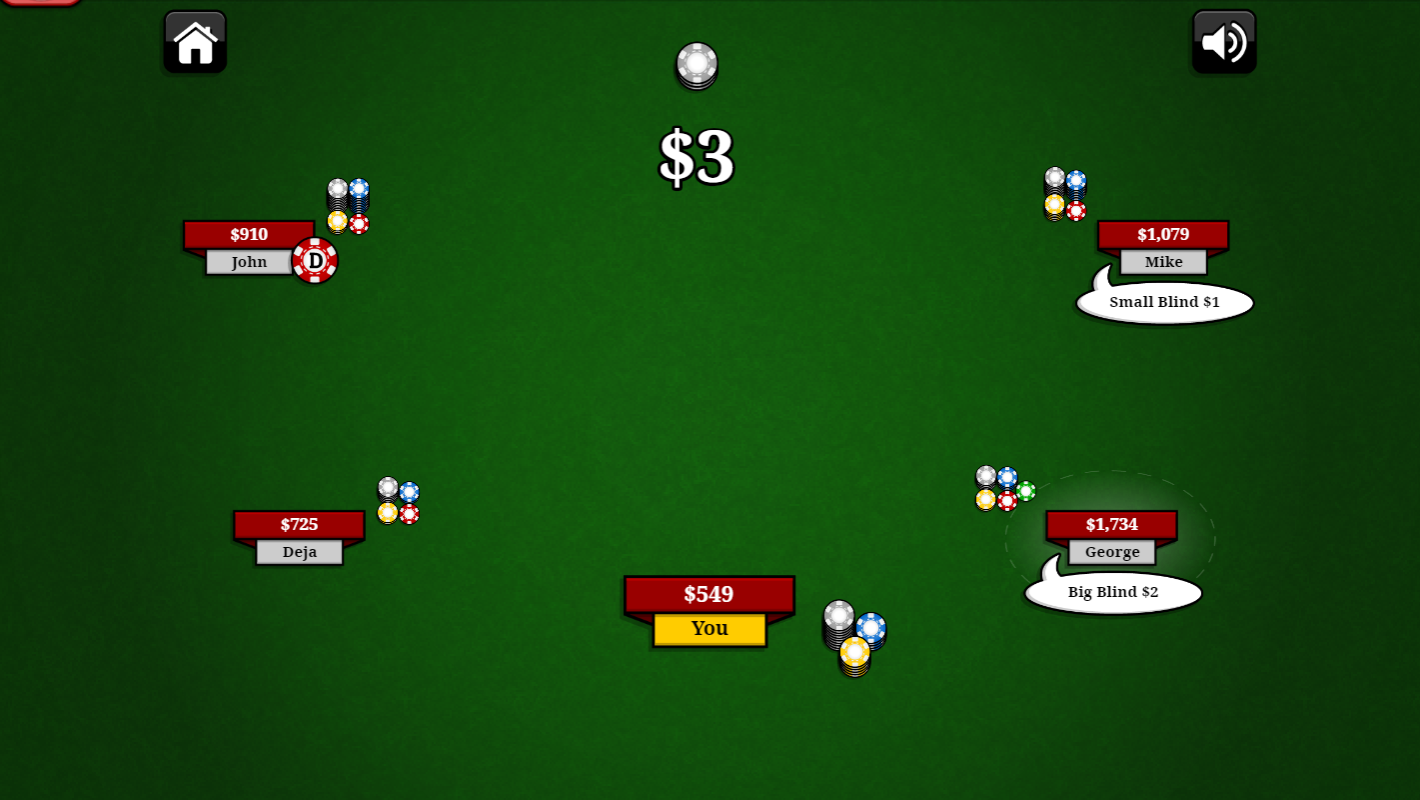 $3
$910
John
D
$1,079
Mike
Small Blind $1
$725
Deja
$1,734
George
Big Blind $2
$549
You